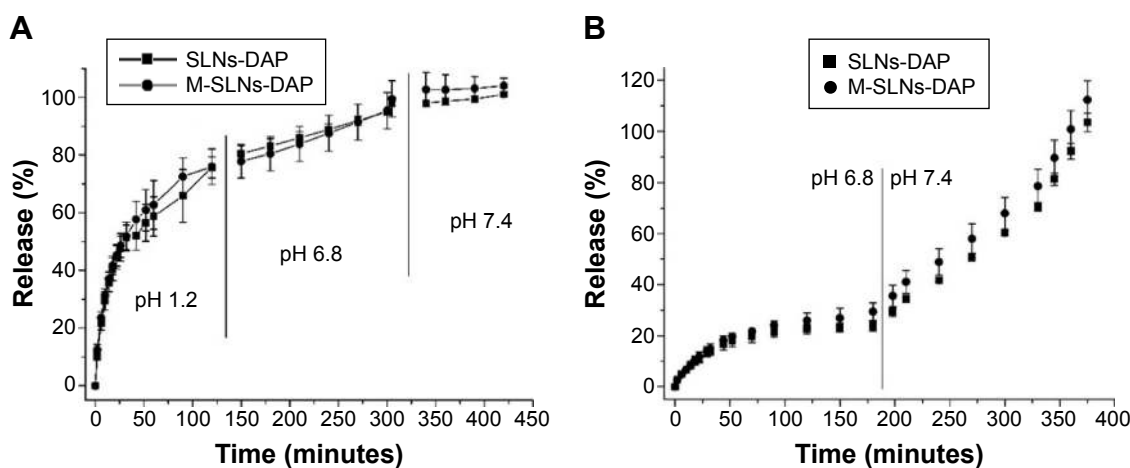 A
SLNs-DAP
M-SLNs-DAP
100
80
60
40
20
0
Release (%)
pH 1.2
pH 6.8
pH 7.4
0 50 100 150 200 250 300 350 400 450
Time (minutes)
B
SLNs-DAP
M-SLNs-DAP
120
100
80
60
40
20
0
Release (%)
pH 6.8 pH 7.4
0 50 100 150 200 250 300 350 400
Time (minutes)